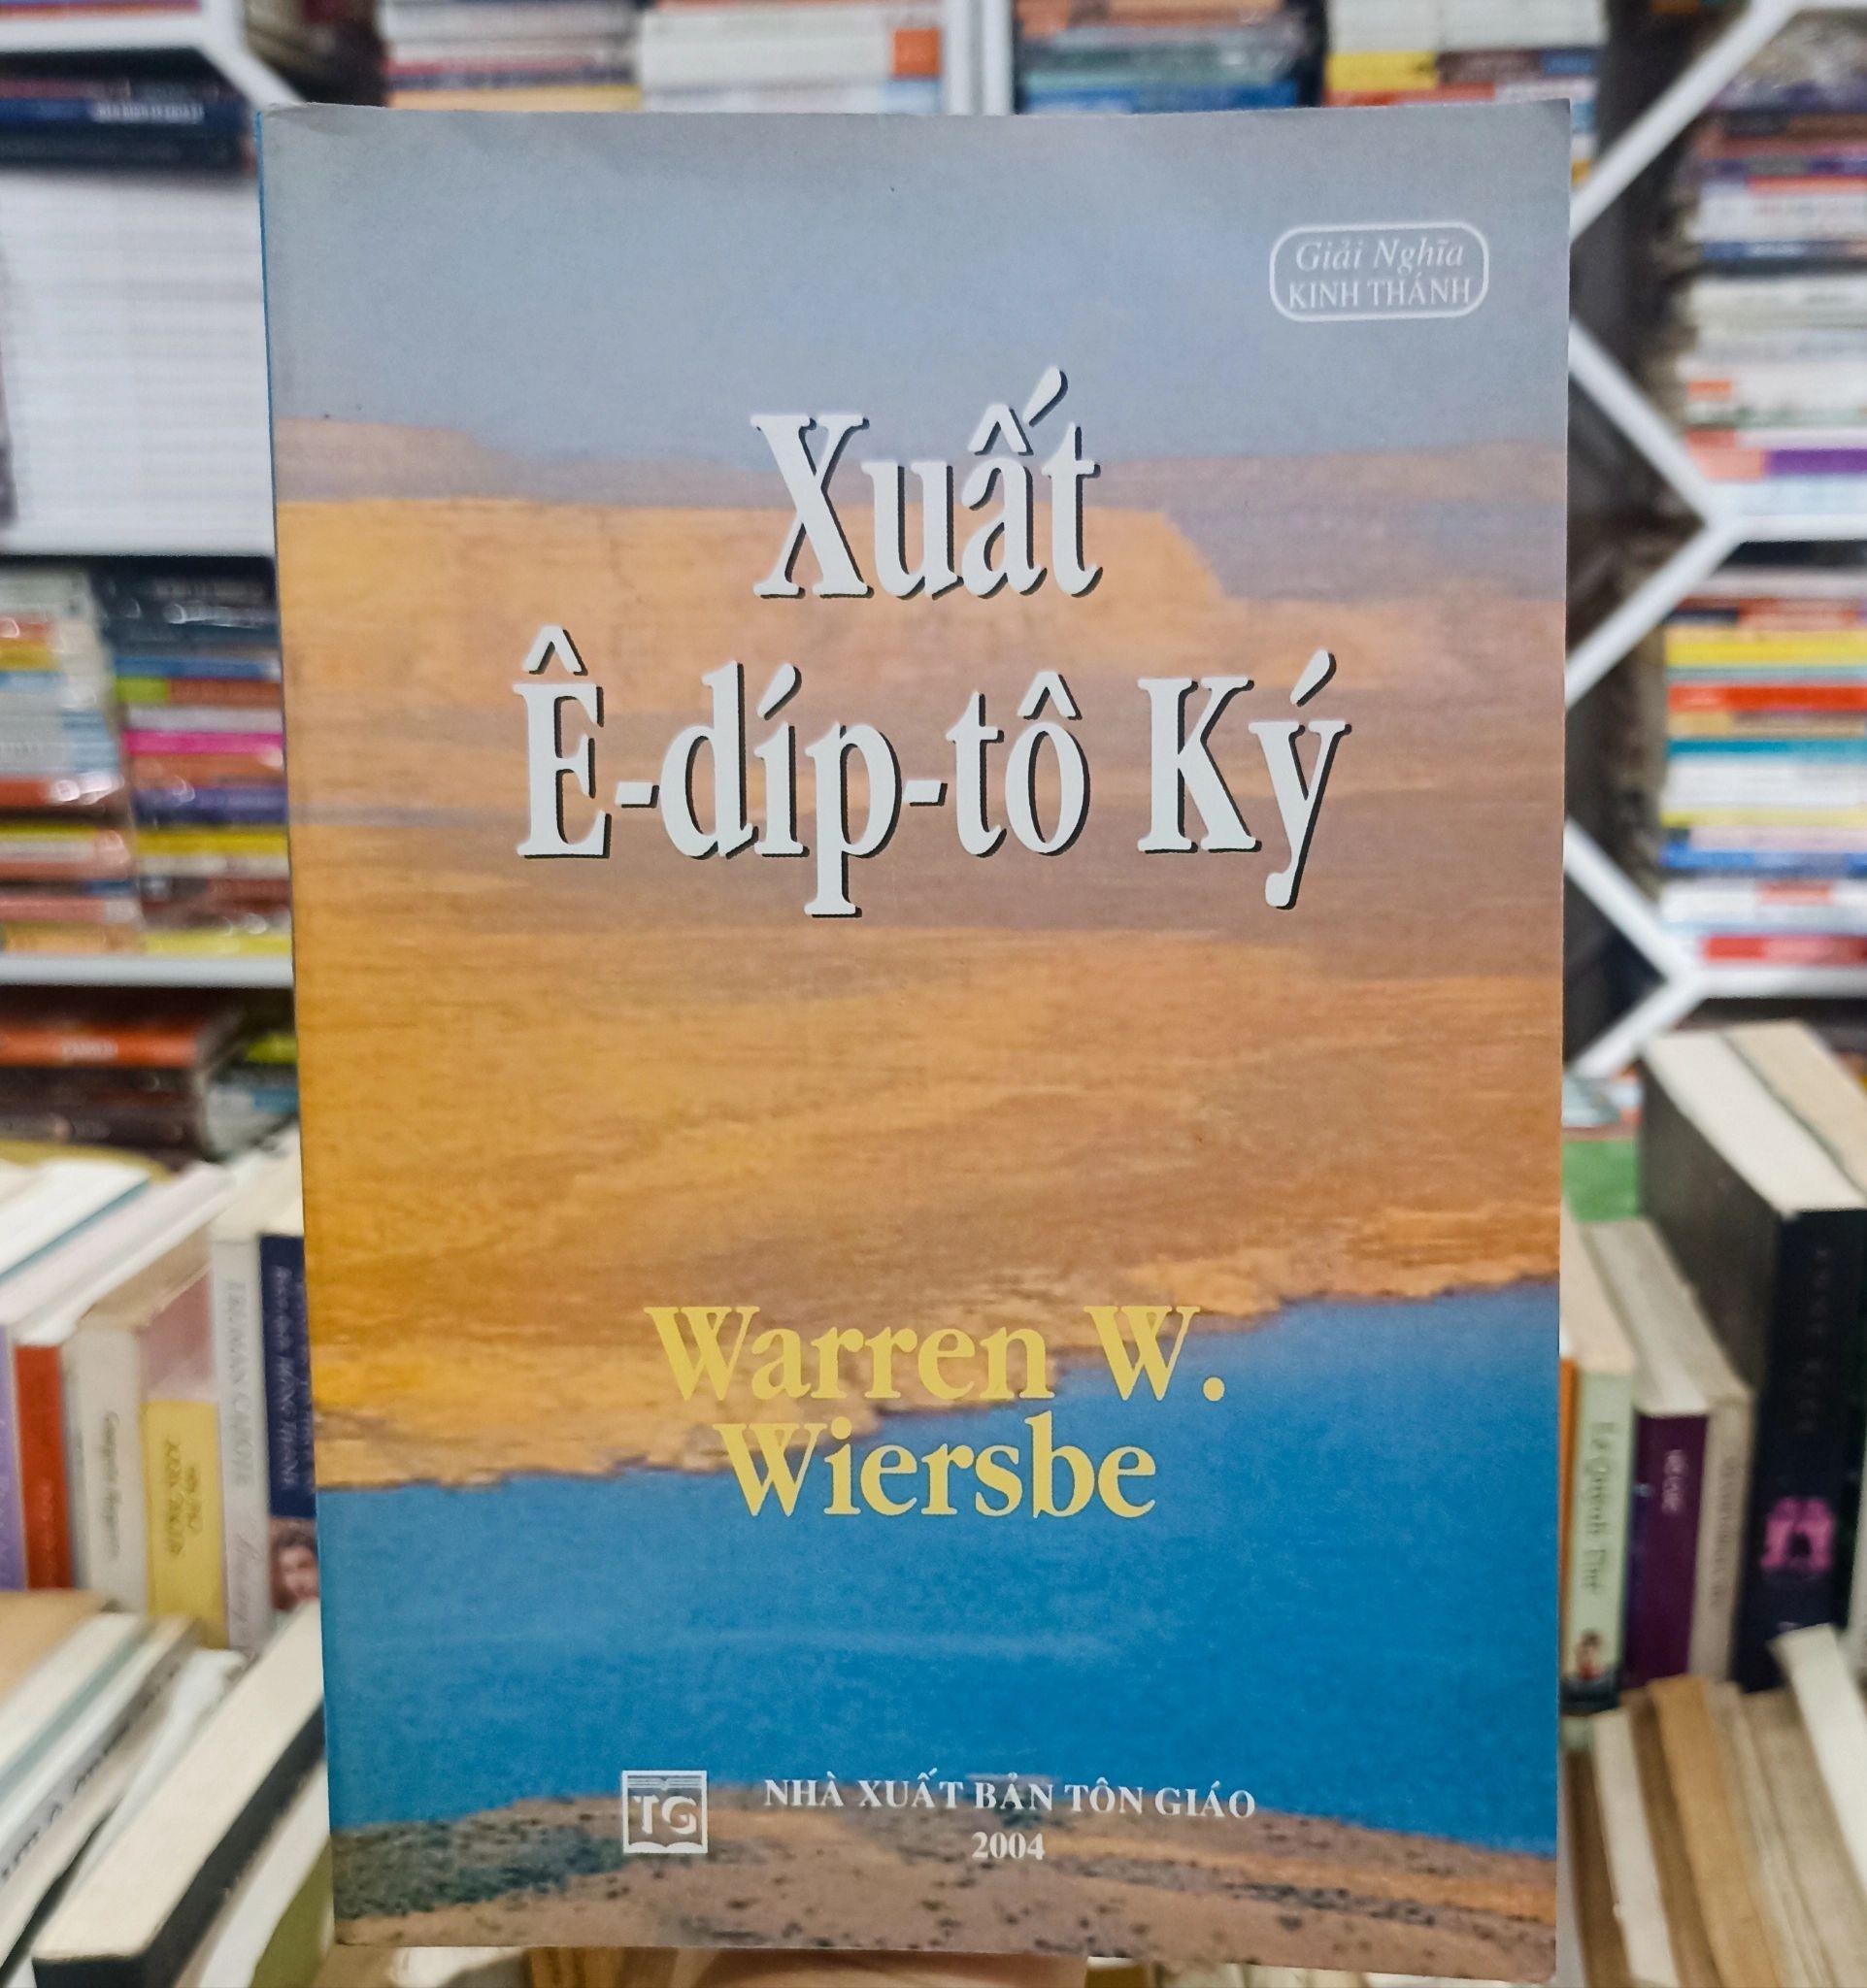 Giải Nghĩa
KINH THÁNH
Xuất
Ê-díp-tô Ký
Warren W.
Wiersbe
TG
NHÀ XUẤT BẢN TÔN GIÁO
2004